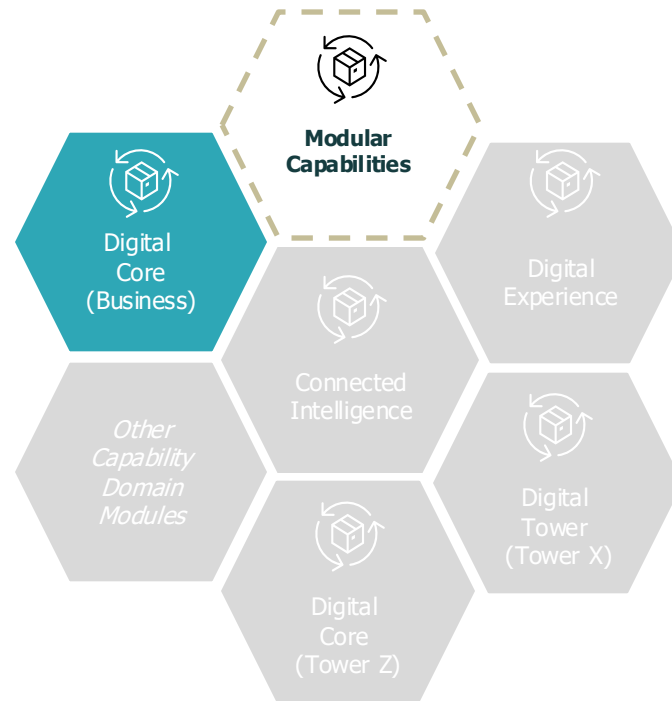 Modular
Capabilities
Digital
Core
(Business)
Digital
Experience
Connected
Intelligence
Other
Capability
Domain
Modules
Digital
Tower
(Tower X)
Digital
Core
(Tower Z)